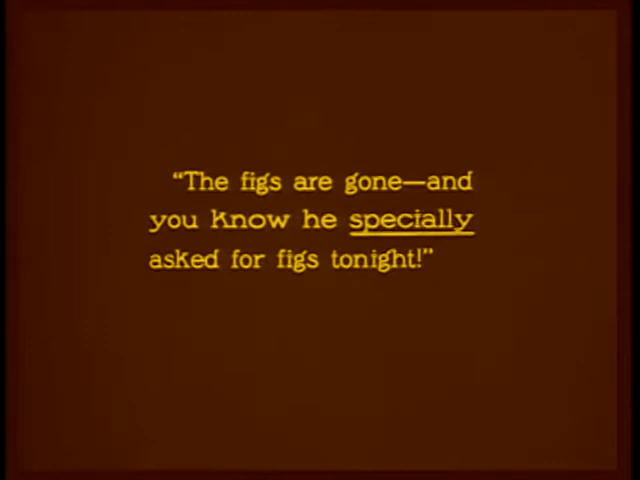 “The figs are gone—and
you know he specially
asked for figs tonight!”